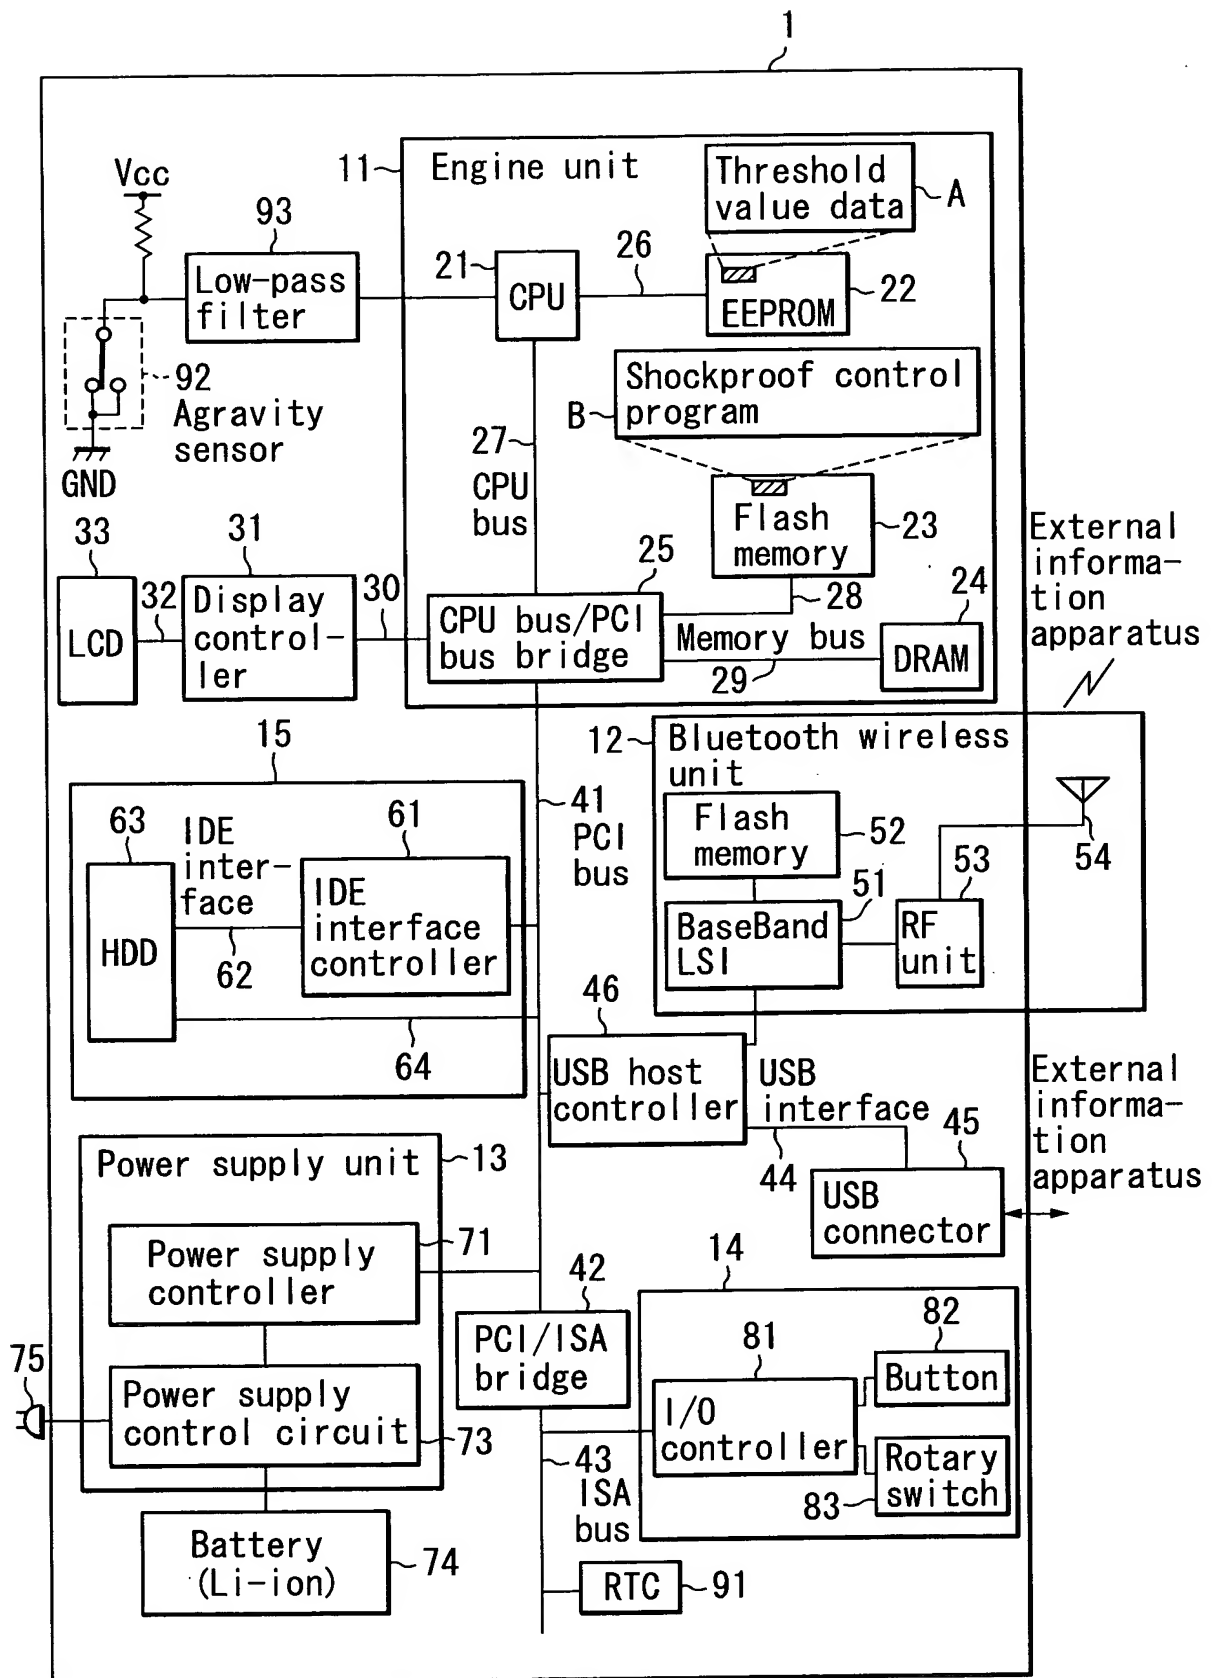 1
Vcc
11
Engine unit
Threshold
value data
A
93
Low-pass
filter
21
CPU
26
EEPROM
22
92
Agravity
sensor
GND
Shockproof control
program
B
27
CPU
bus
Flash
memory
23
33
LCD
32
31
Display
control-
ler
30
25
CPU bus/PCI
bus bridge
28
Memory bus
29
24
DRAM
External
informa-
tion
apparatus
15
63
HDD
IDE
inter-
face
62
61
IDE
interface
controller
64
41
PCI
bus
12
Bluetooth wireless
unit
Flash
memory
52
51
BaseBand
LSI
53
RF
unit
54
46
USB host
controller
USB
interface
44
45
USB
connector
External
informa-
tion
apparatus
Power supply unit
13
Power supply
controller
71
75
Power supply
control circuit
73
Battery
(Li-ion)
74
42
PCI/ISA
bridge
43
ISA
bus
14
81
I/O
controller
82
Button
Rotary
switch
83
RTC
91